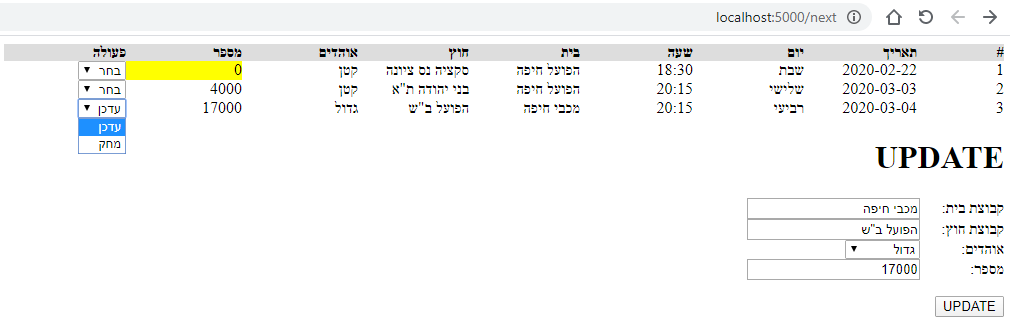 localhost:5000/next
# תאריך יום שעה בית חוץ אוהדים מספר פעולה
1 2020-02-22 שבת 18:30 הפועל חיפה סקציה נס ציונה קטן 0 בחר
2 2020-03-03 שלישי 20:15 הפועל חיפה בני יהודה ת"א קטן 4000 בחר
3 2020-03-04 רביעי 20:15 מכבי חיפה הפועל ב"ש גדול 17000 עדכן
עדכן
מחק
UPDATE
קבוצת בית: מכבי חיפה
קבוצת חוץ: הפועל ב"ש
אוהדים: גדול
מספר: 17000
UPDATE